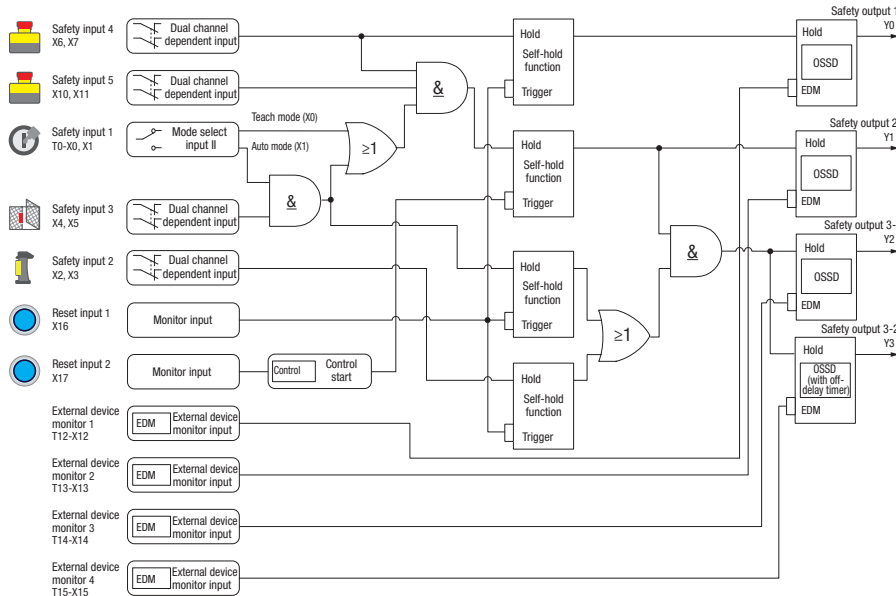 Safety input 4
X6, X7
Dual channel
dependent input
Safety input 5
X10, X11
Dual channel
dependent input
Safety input 1
T0-X0, X1
Mode select
input II
Teach mode (X0)
Auto mode (X1)
Safety input 3
X4, X5
Dual channel
dependent input
Safety input 2
X2, X3
Dual channel
dependent input
Reset input 1
X16
Monitor input
Reset input 2
X17
Monitor input
Control
Control
start
External device
monitor 1
T12-X12
EDM
External device
monitor input
External device
monitor 2
T13-X13
EDM
External device
monitor input
External device
monitor 3
T14-X14
EDM
External device
monitor input
External device
monitor 4
T15-X15
EDM
External device
monitor input
&
≥1
&
Hold
Self-hold
function
Trigger
Hold
Self-hold
function
Trigger
Hold
Self-hold
function
Trigger
Hold
Self-hold
function
Trigger
≥1
&
Safety output 1
Y0
Hold
OSSD
EDM
Safety output 2
Y1
Hold
OSSD
EDM
Safety output 3-
Y2
Hold
OSSD
EDM
Safety output 3-2
Y3
Hold
OSSD
(with off-
delay timer)
EDM